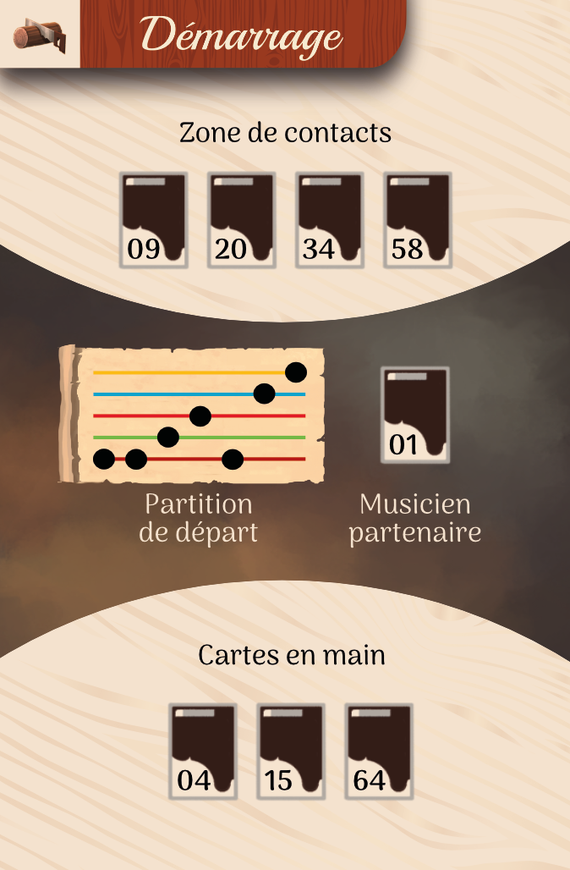 Démarrage
Zone de contacts
09 20 34 58
01
Partition
de départ
Musicien
partenaire
Cartes en main
04 15 64